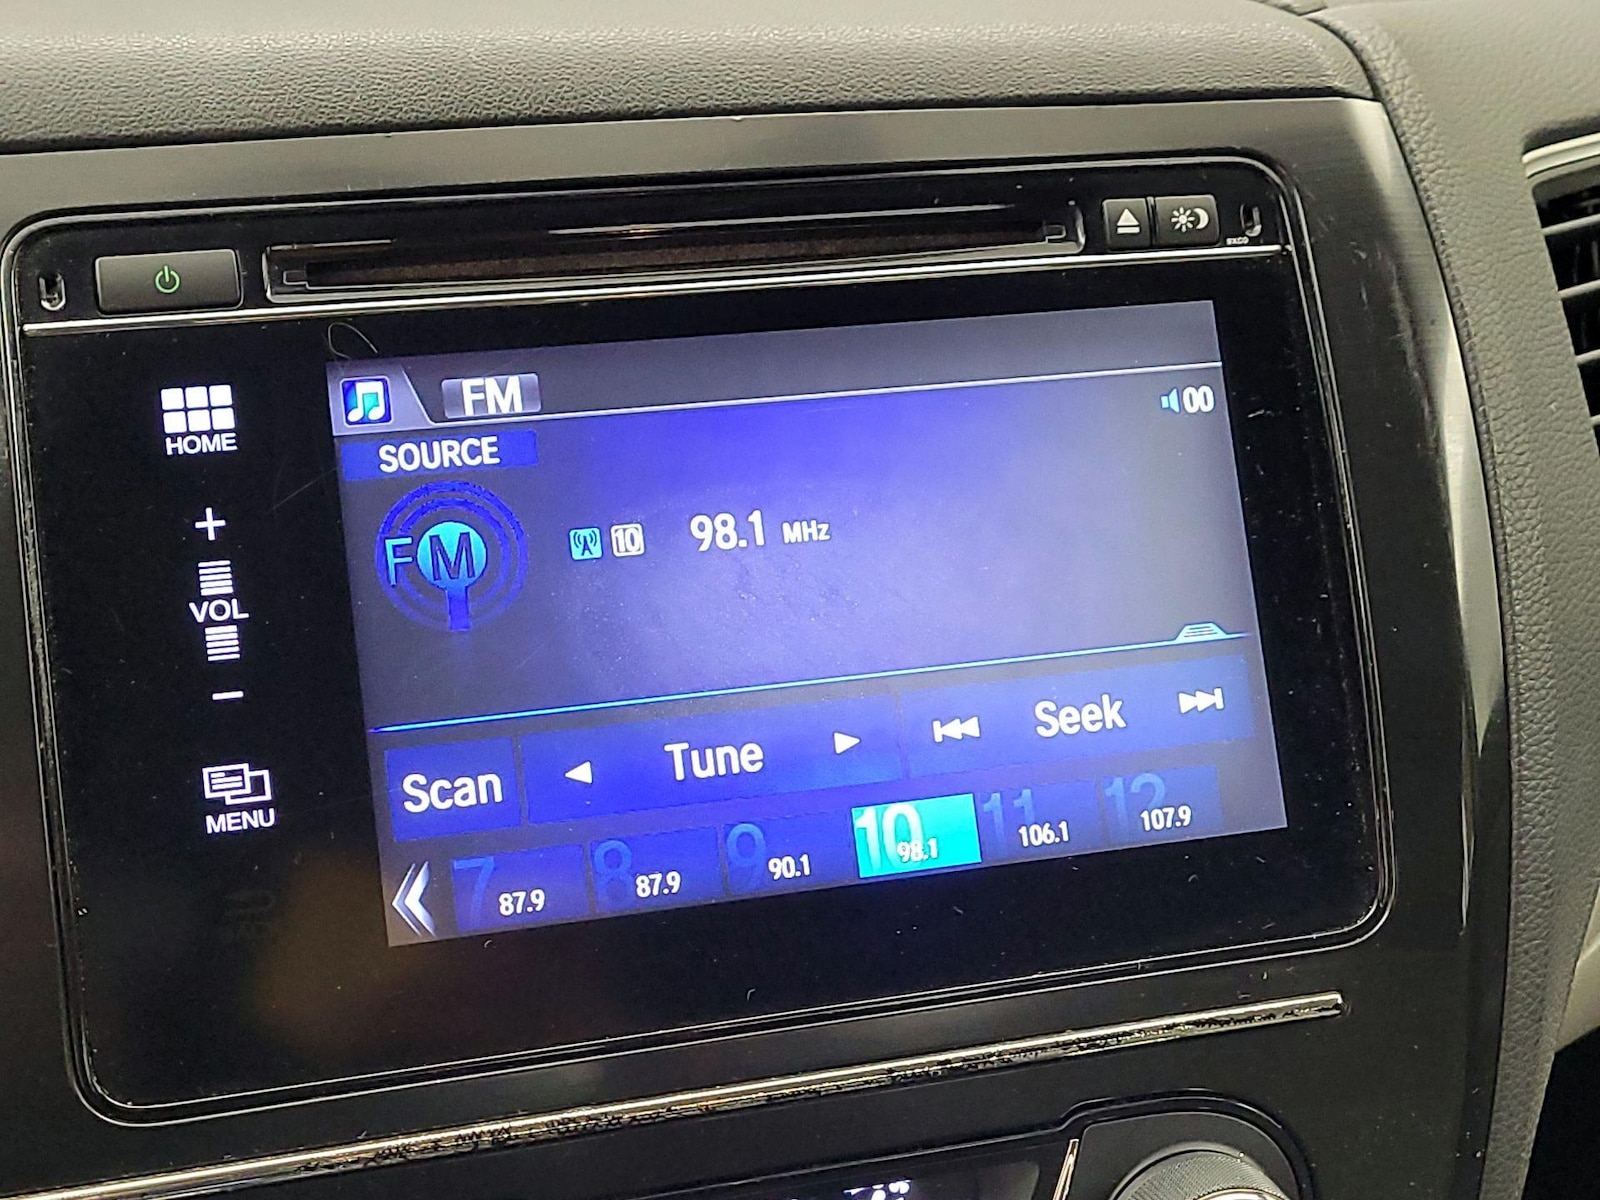 FM
00
SOURCE
FM
10 98.1 MHz
HOME
+
VOL
−
MENU
Scan Tune Seek
7 87.9
8 87.9
9 90.1
10 98.1
11 106.1
12 107.9